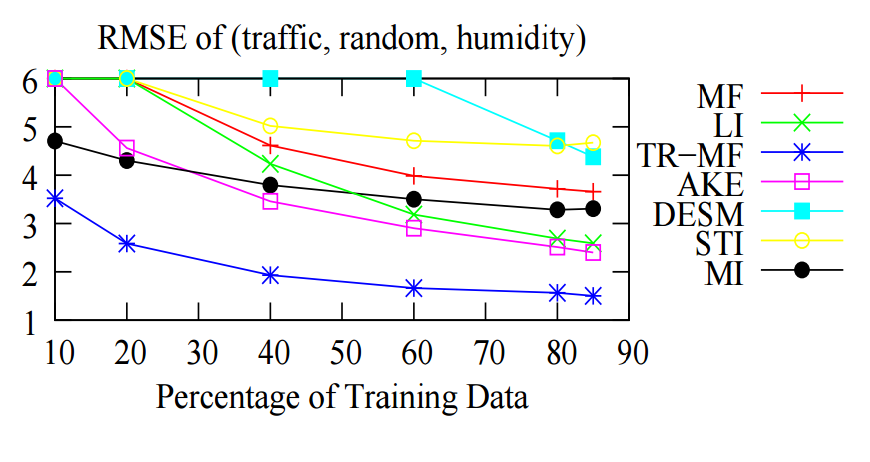 RMSE of (traffic, random, humidity)
6
5
4
3
2
1
10 20 30 40 50 60 70 80 90
Percentage of Training Data
MF
LI
TR−MF
AKE
DESM
STI
MI